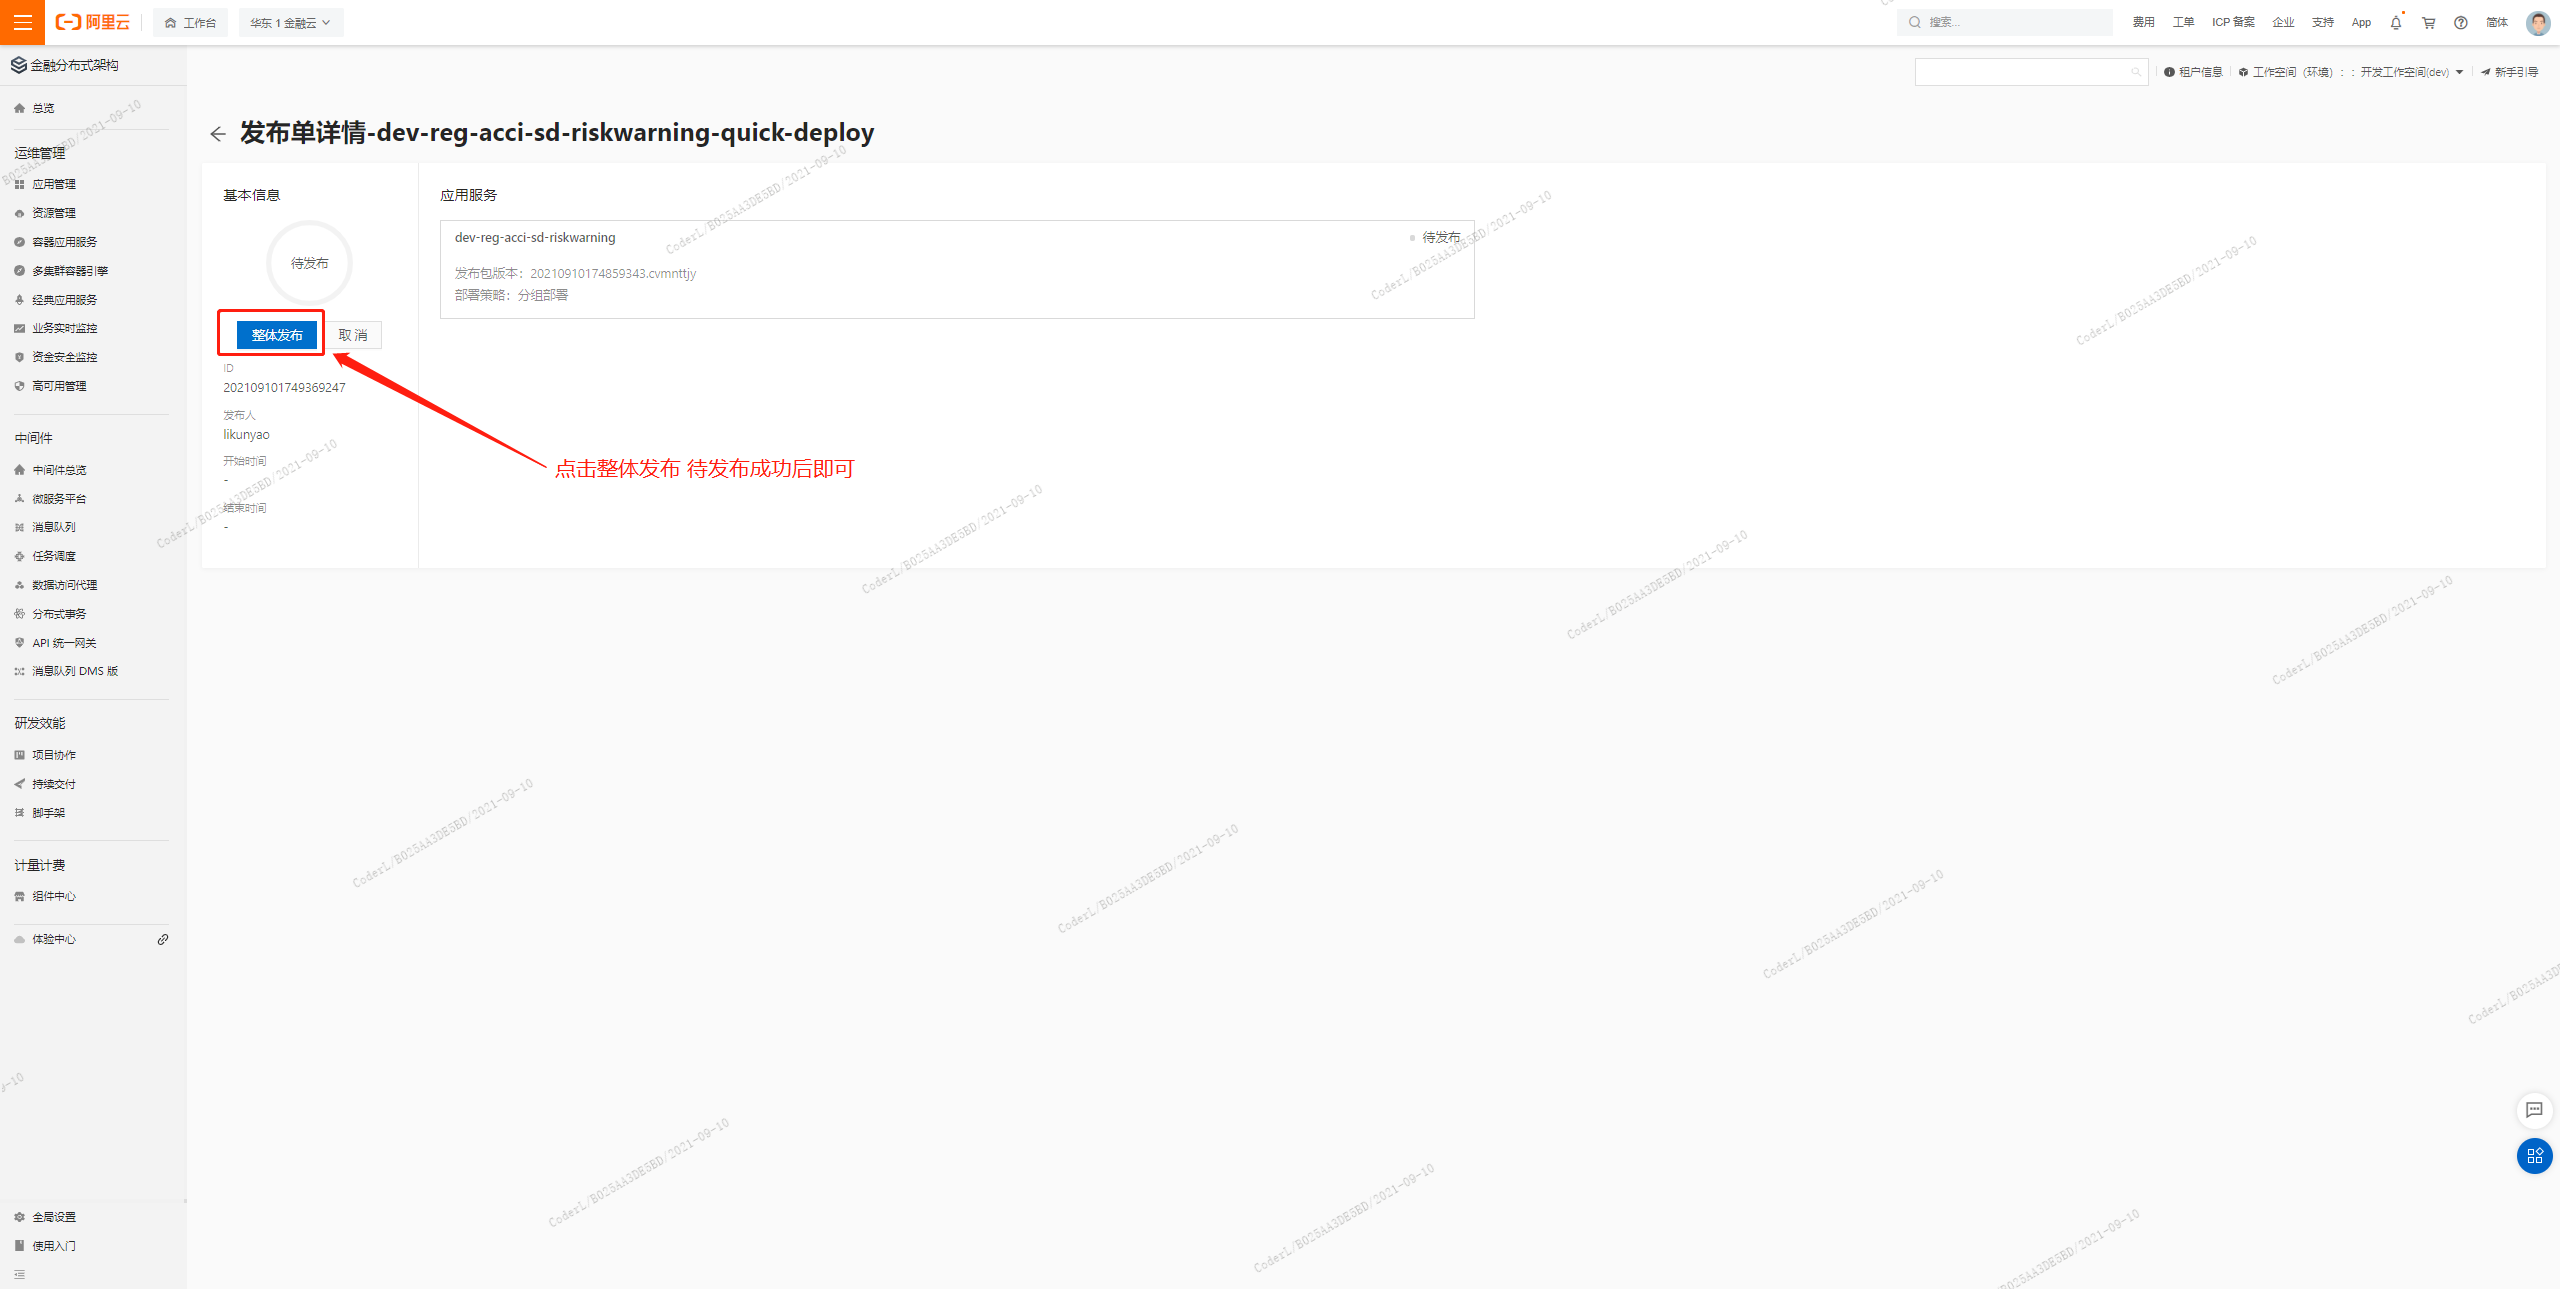 阿里云
工作台
华东 1 金融云
搜索...
费用
工单
ICP 备案
企业
支持
App
简体
金融分布式架构
租户信息
工作空间（环境）：：开发工作空间(dev)
新手引导
总览
运维管理
应用管理
资源管理
容器应用服务
多集群容器引擎
经典应用服务
业务实时监控
资金安全监控
高可用管理
中间件
中间件总览
微服务平台
消息队列
任务调度
数据访问代理
分布式事务
API 统一网关
消息队列 DMS 版
研发效能
项目协作
持续交付
脚手架
计量计费
组件中心
体验中心
全局设置
使用入门
发布单详情-dev-reg-acci-sd-riskwarning-quick-deploy
基本信息
待发布
整体发布
取 消
ID
202109101749369247
发布人
likunyao
开始时间
-
结束时间
-
应用服务
dev-reg-acci-sd-riskwarning
待发布
发布包版本：20210910174859343.cvmnttjy
部署策略：分组部署
点击整体发布 待发布成功后即可
CoderL/B025AA3DE5BD/2021-09-10